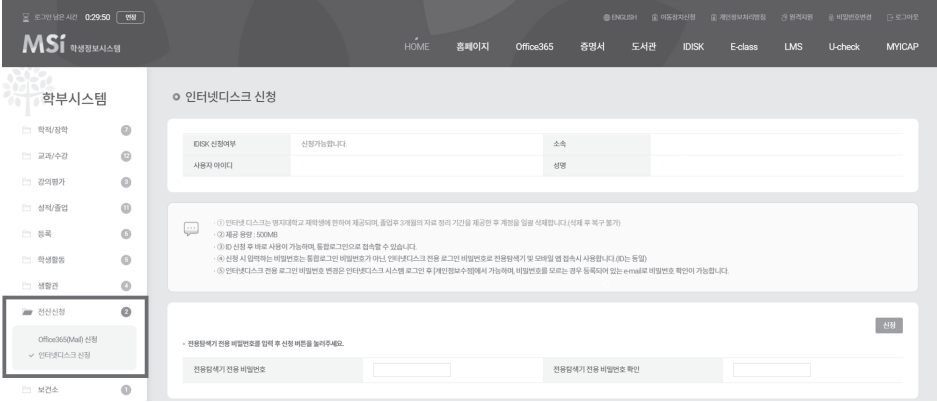 로그인 남은 시간 0:29:50 연장
ENGLISH 이동장치신청 개인정보처리방침 원격지원 비밀번호변경 로그아웃
MSi 학생정보시스템
HOME 홈페이지 Office365 증명서 도서관 IDISK E-class LMS U-check MYICAP
학부시스템
학적/장학 7
교과/수강 12
강의평가 3
성적/졸업 11
등록 6
학생활동 5
생활관 4
전산신청 2
Office365(Mail) 신청
인터넷디스크 신청
보건소 1
인터넷디스크 신청
IDISK 신청여부 신청가능합니다. 소속
사용자 아이디 성명
· ① 인터넷 디스크는 명지대학교 재학생에 한하여 제공되며, 졸업후 3개월의 자료 정리 기간을 제공한 후 계정을 일괄 삭제합니다.(삭제 후 복구 불가)
· ② 제공 용량 : 500MB
· ③ ID 신청 후 바로 사용이 가능하며, 통합로그인으로 접속할 수 있습니다.
· ④ 신청 시 입력하는 비밀번호는 통합로그인 비밀번호가 아닌, 인터넷디스크 전용 로그인 비밀번호로 전용탐색기 및 모바일 앱 접속시 사용합니다.(ID는 동일)
· ⑤ 인터넷디스크 전용 로그인 비밀번호 변경은 인터넷디스크 시스템 로그인 후 [개인정보수정]에서 가능하며, 비밀번호를 모르는 경우 등록되어 있는 e-mail로 비밀번호 확인이 가능합니다.
신청
• 전용탐색기 전용 비밀번호를 입력 후 신청 버튼을 눌러주세요.
전용탐색기 전용 비밀번호 전용탐색기 전용 비밀번호 확인